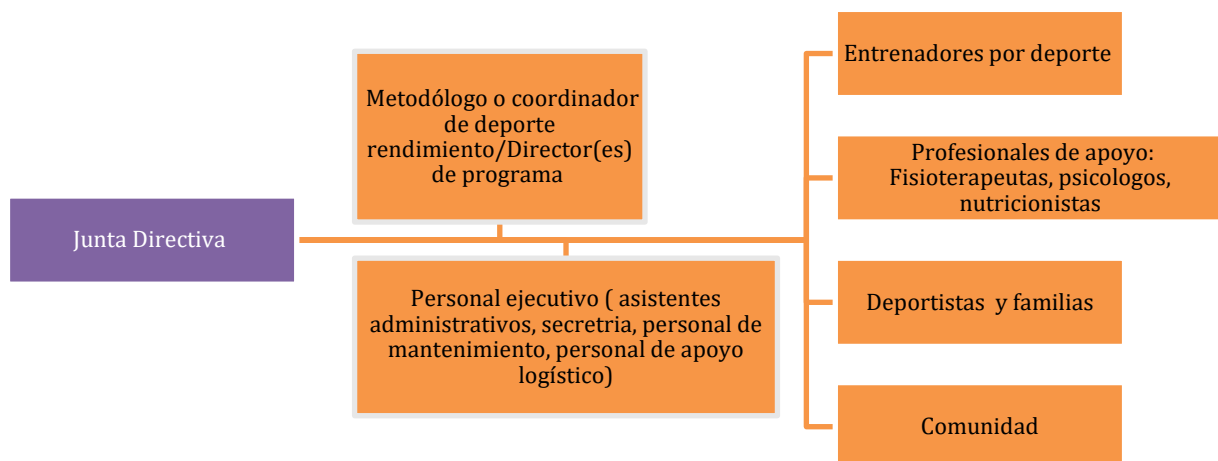 Junta Directiva
Metodólogo o coordinador
de deporte
rendimiento/Director(es)
de programa
Personal ejecutivo ( asistentes
administrativos, secretria, personal de
mantenimiento, personal de apoyo
logístico)
Entrenadores por deporte
Profesionales de apoyo:
Fisioterapeutas, psicologos,
nutricionistas
Deportistas  y familias
Comunidad